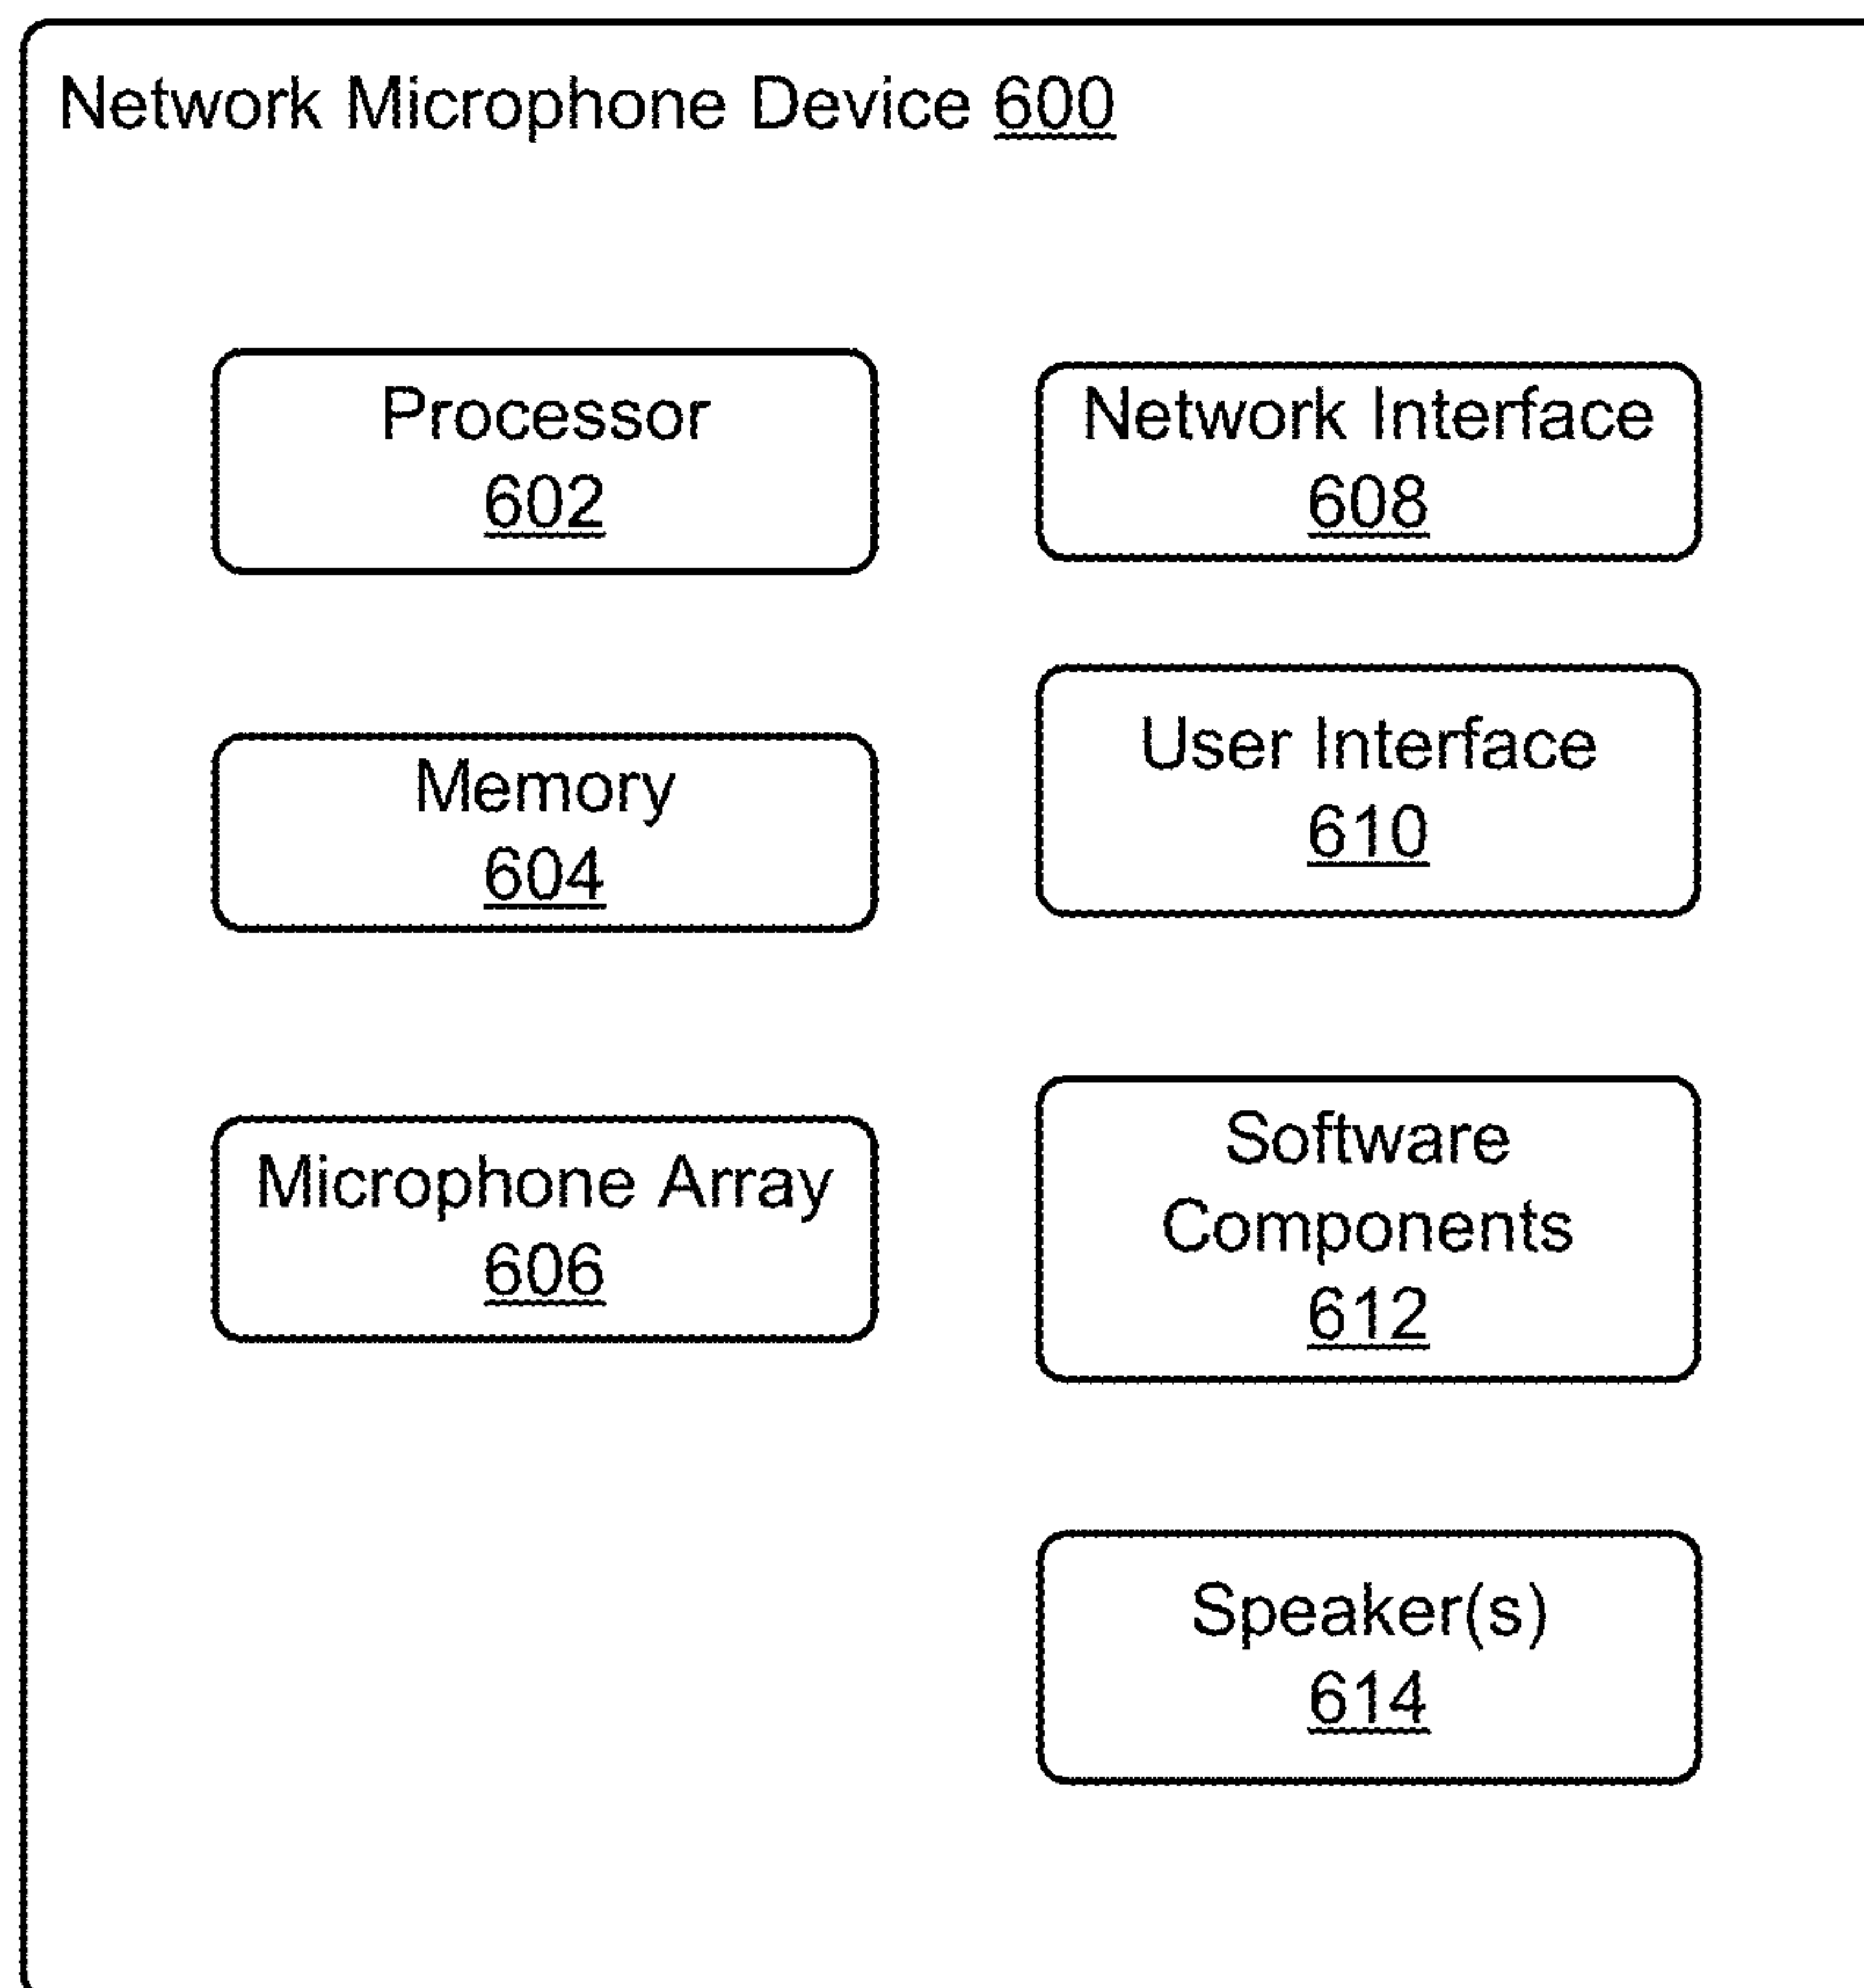 Network Microphone Device 600
Processor
602
Memory
604
Microphone Array
606
Network Interface
608
User Interface
610
Software
Components
612
Speaker(s)
614